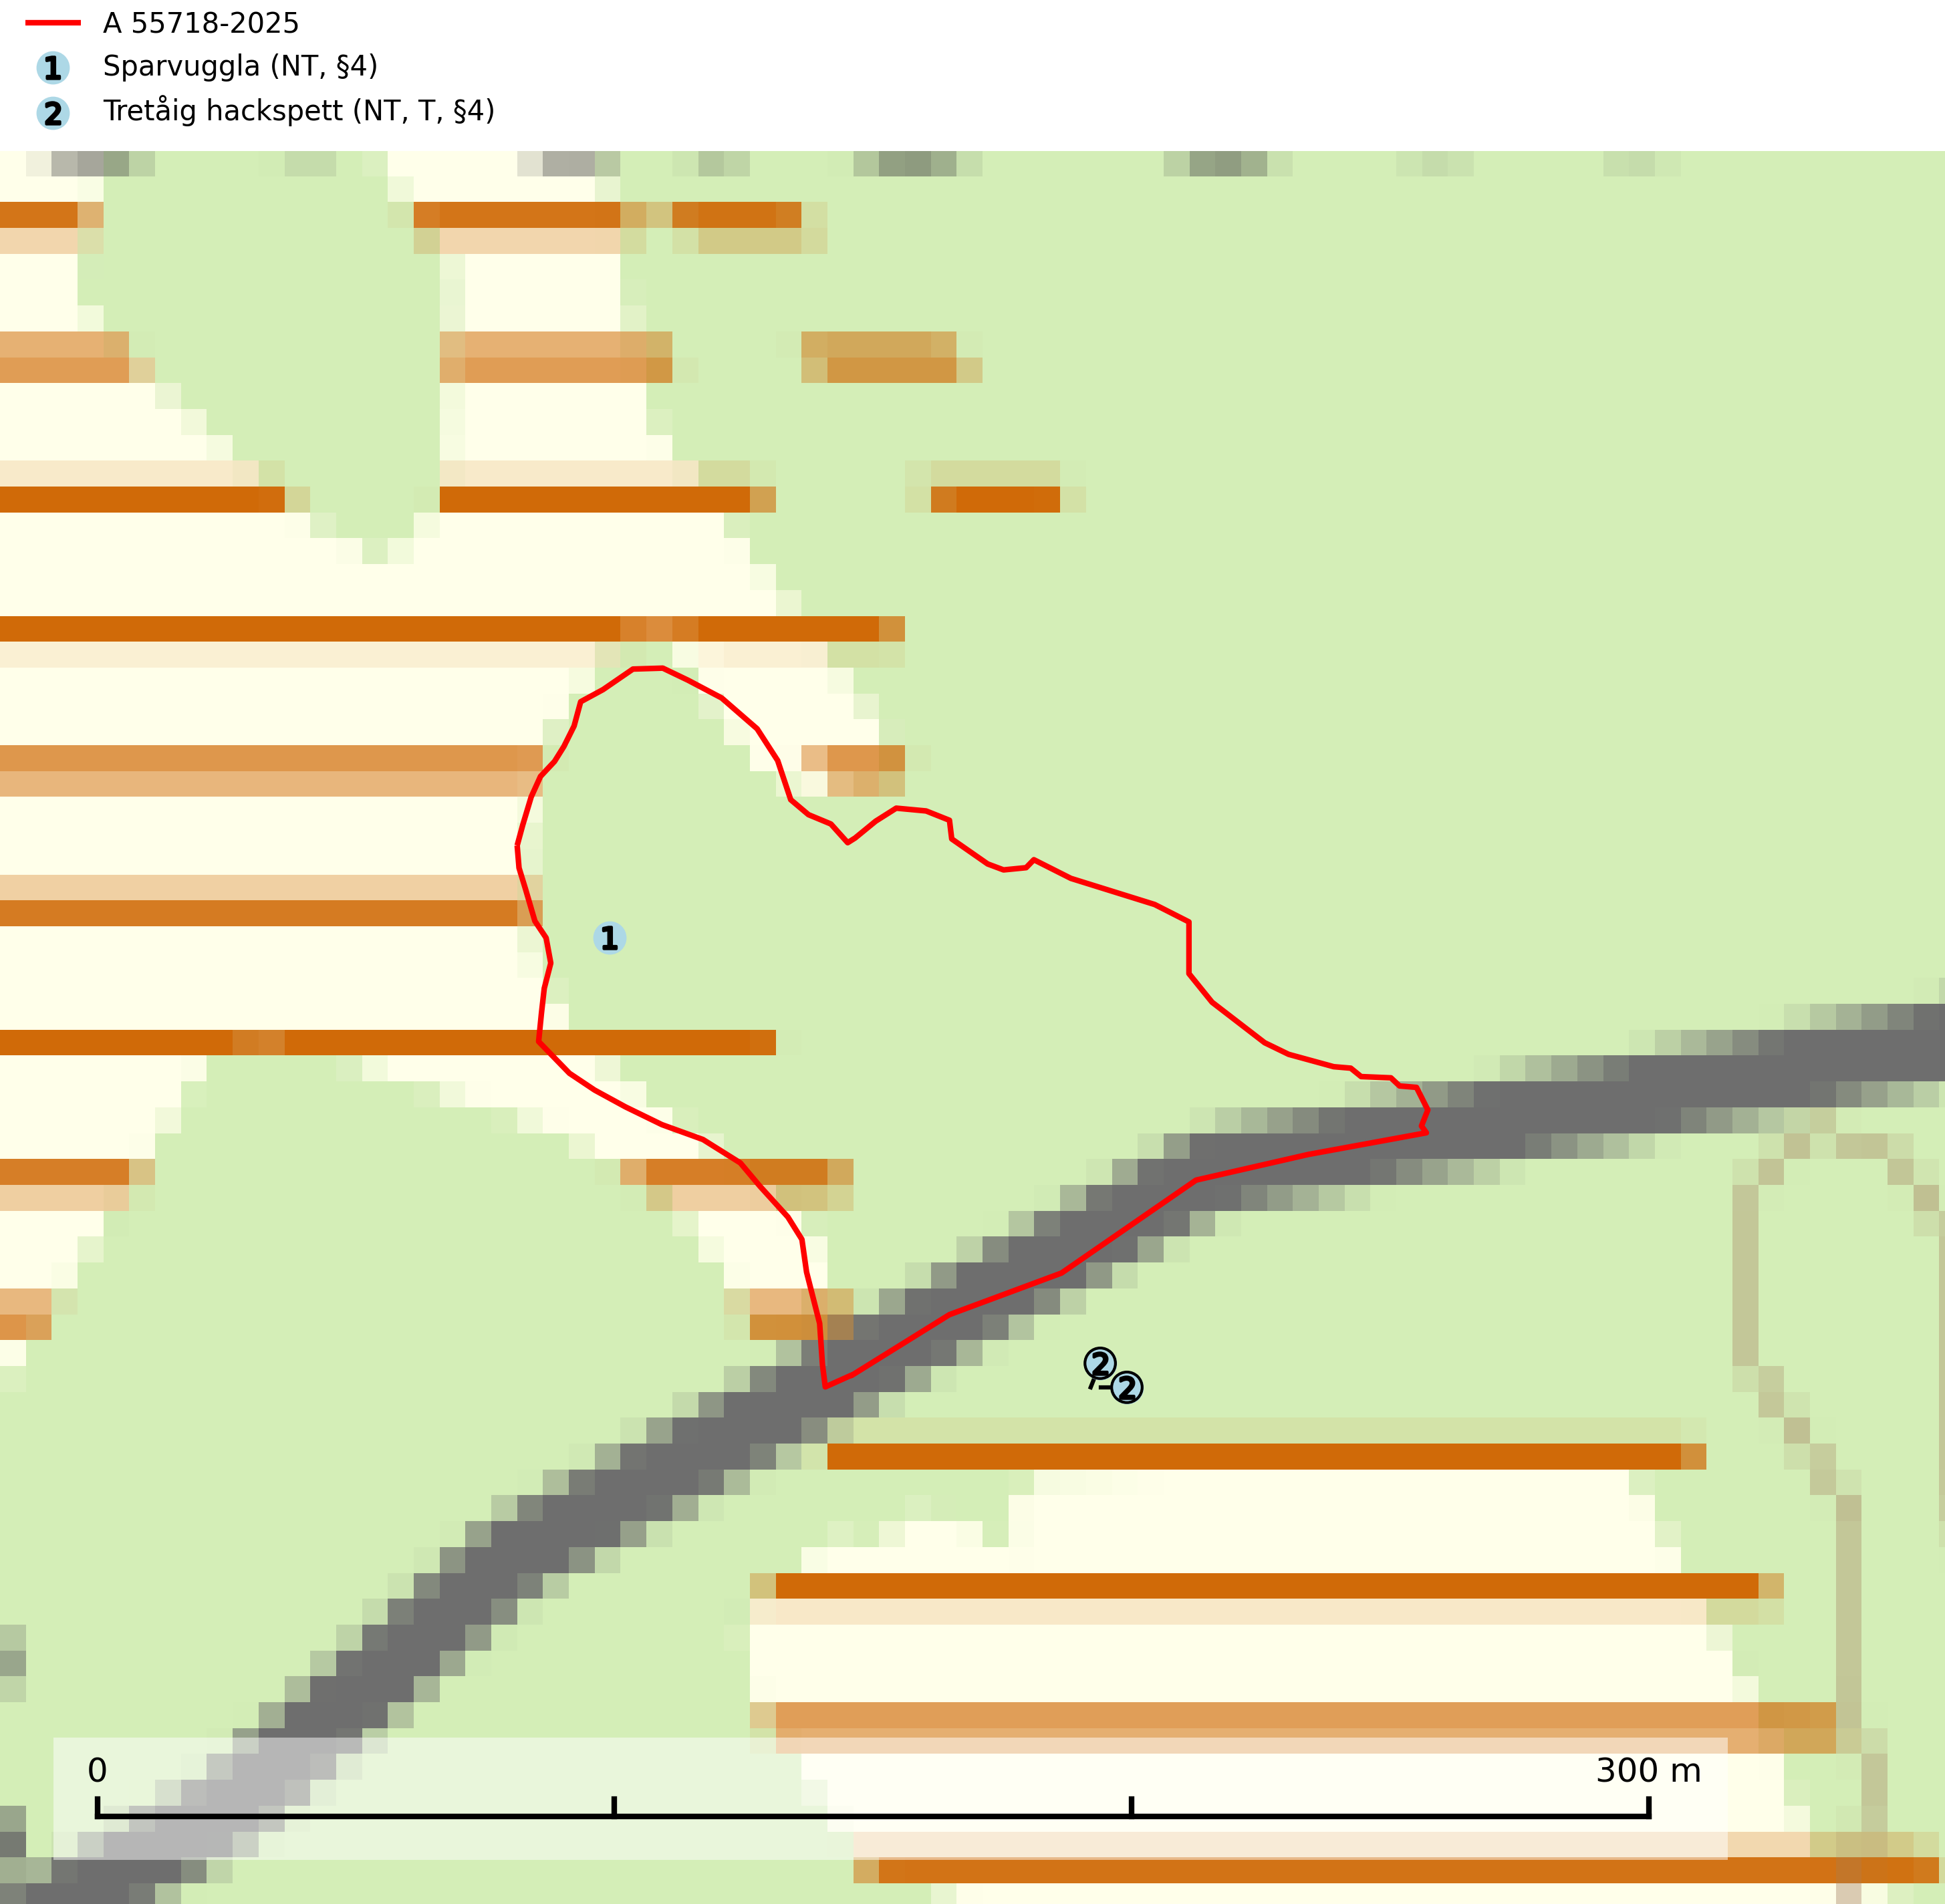 A 55718-2025
1 Sparvuggla (NT, §4)
2 Tretåig hackspett (NT, T, §4)
1
2
2
0 300 m